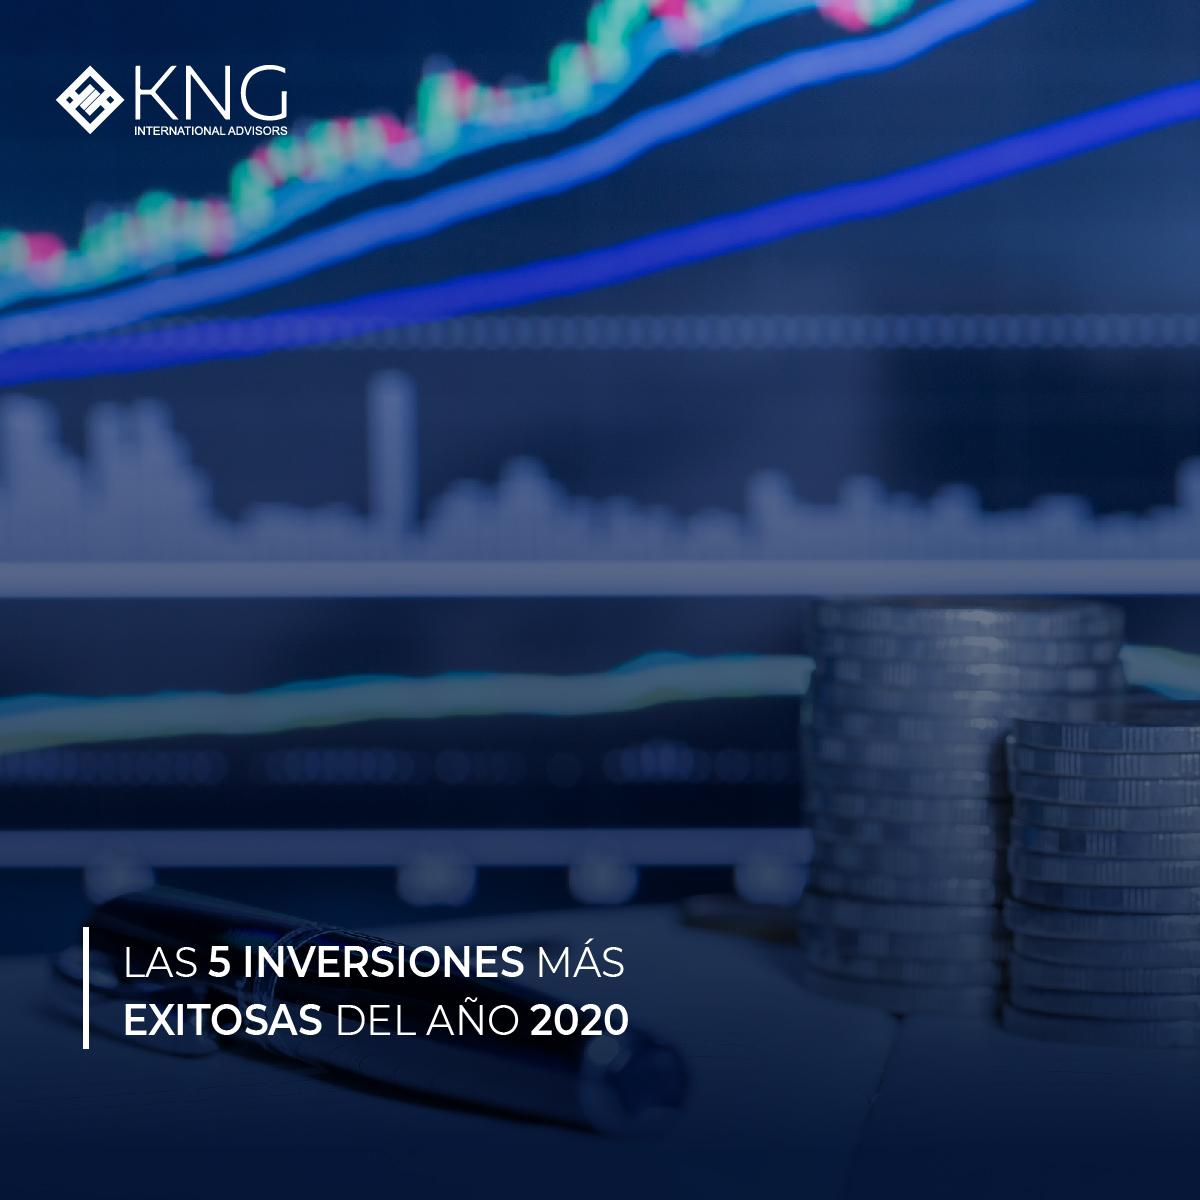 KNG
INTERNATIONAL ADVISORS
LAS 5 INVERSIONES MÁS
EXITOSAS DEL AÑO 2020